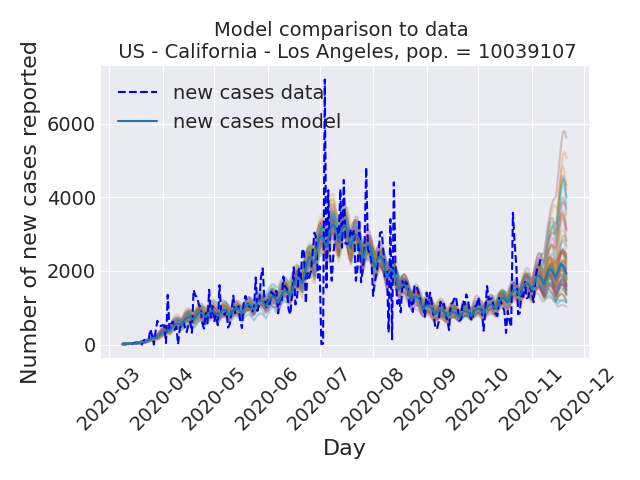 Model comparison to data
US - California - Los Angeles, pop. = 10039107
Number of new cases reported
6000
4000
2000
0
new cases data
new cases model
2020-03
2020-04
2020-05
2020-06
2020-07
2020-08
2020-09
2020-10
2020-11
2020-12
Day